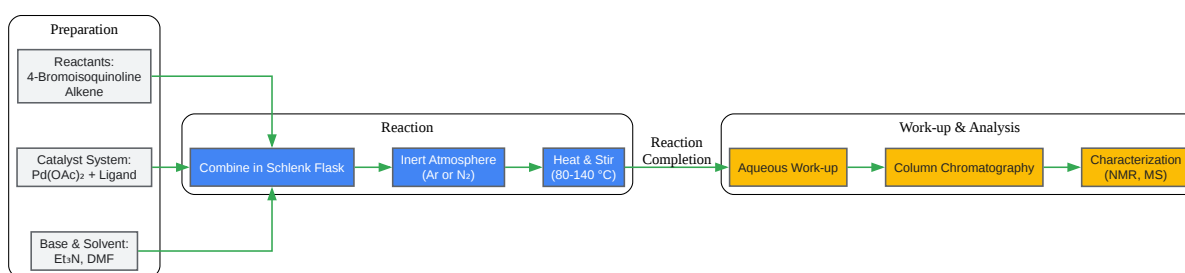 Preparation
Reactants:
4-Bromoisoquinoline
Alkene
Catalyst System:
Pd(OAc)₂ + Ligand
Base & Solvent:
Et₃N, DMF
Reaction
Combine in Schlenk Flask
Inert Atmosphere
(Ar or N₂)
Heat & Stir
(80-140 °C)
Reaction
Completion
Work-up & Analysis
Aqueous Work-up
Column Chromatography
Characterization
(NMR, MS)